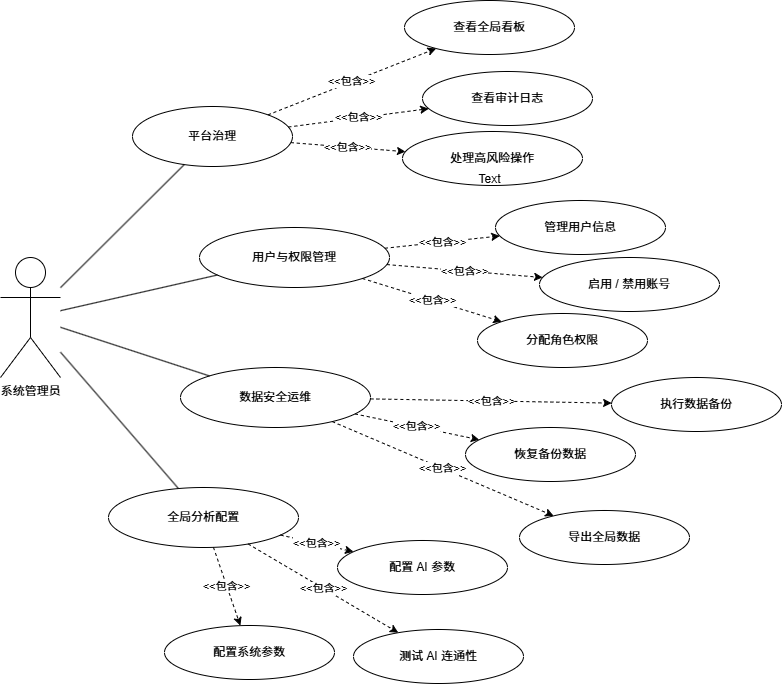 查看全局看板
<<包含>>
查看审计日志
<<包含>>
平台治理
<<包含>>
处理高风险操作
Text
管理用户信息
<<包含>>
用户与权限管理
<<包含>>
启用 / 禁用账号
<<包含>>
分配角色权限
系统管理员
数据安全运维
<<包含>>
执行数据备份
<<包含>>
恢复备份数据
<<包含>>
全局分析配置
导出全局数据
<<包含>>
配置 AI 参数
<<包含>>
<<包含>>
配置系统参数
测试 AI 连通性